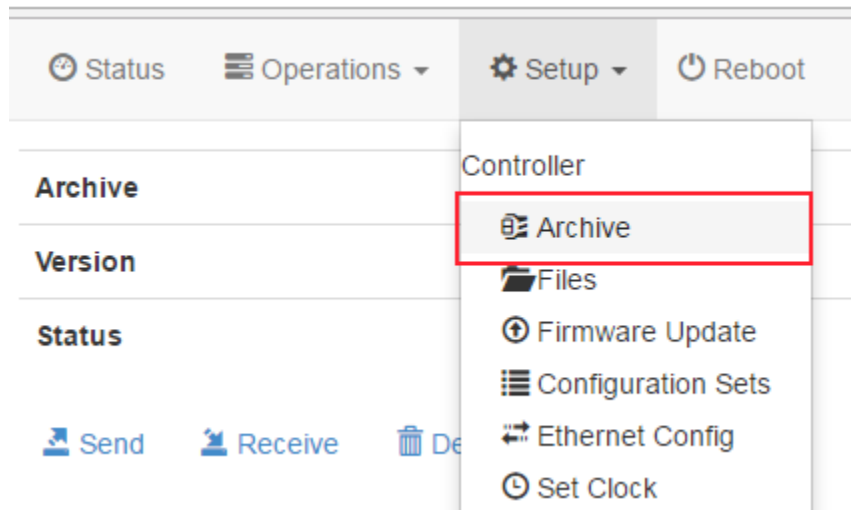 Status Operations Setup Reboot
Controller
Archive
Archive
Version
Files
Status
Firmware Update
Configuration Sets
Send Receive De
Ethernet Config
Set Clock